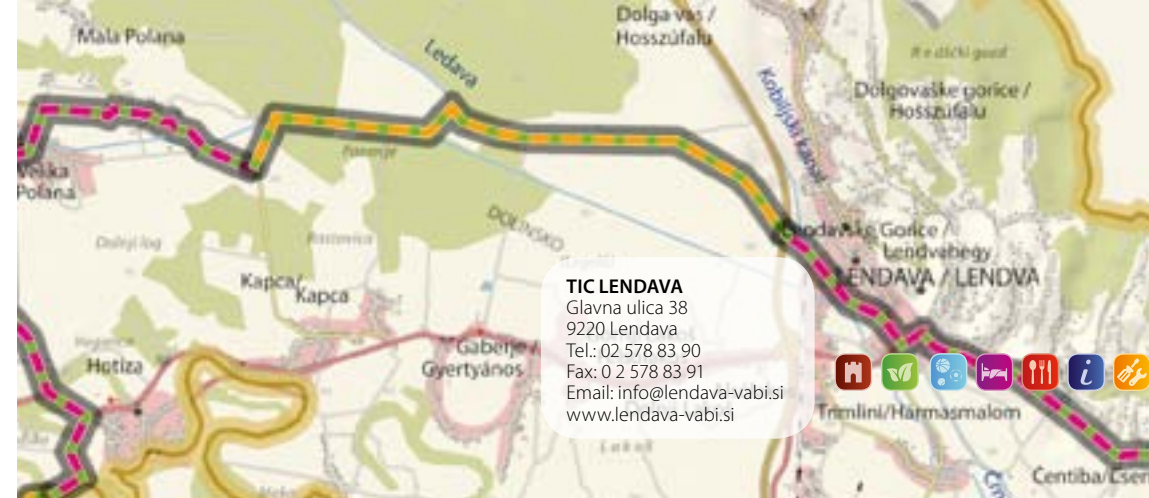 Mala Polana
Ledava
Dolga vas /
Hosszúfalu
Kobiljski kanal
Dolgovaške gorice /
Hosszúfalu
Velika
Polana
DOLINSKO
Lendavske Gorice /
Lendvahegy
LENDAVA / LENDVA
Kapca/
Kapca
Hotiza
Gaberje /
Gyertyános
TIC LENDAVA
Glavna ulica 38
9220 Lendava
Tel.: 02 578 83 90
Fax: 0 2 578 83 91
Email: info@lendava-vabi.si
www.lendava-vabi.si
i
Trimlini/Hármasmalom
Lakoš
Čentiba/